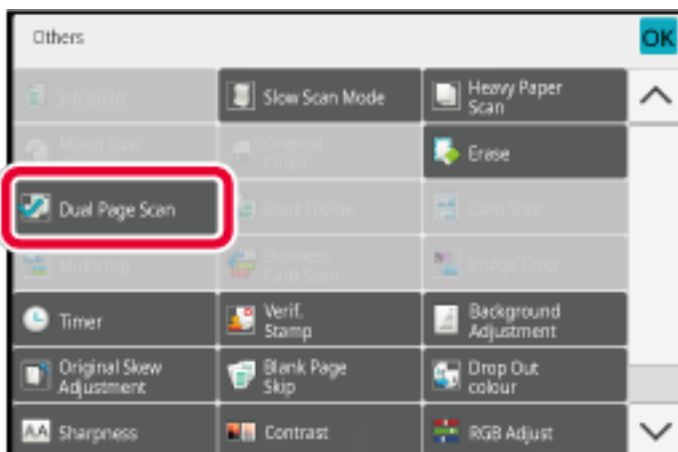 Others
OK
Job Build
Slow Scan Mode
Heavy Paper
Scan
Mixed Size
Original
Original
Count
Erase
Dual Page Scan
Book Divide
Card Shot
Multicrop
Business
Card Scan
Image Crop
Timer
Verif.
Stamp
Background
Adjustment
Original Skew
Adjustment
Blank Page
Skip
Drop Out
colour
AA Sharpness
Contrast
RGB Adjust